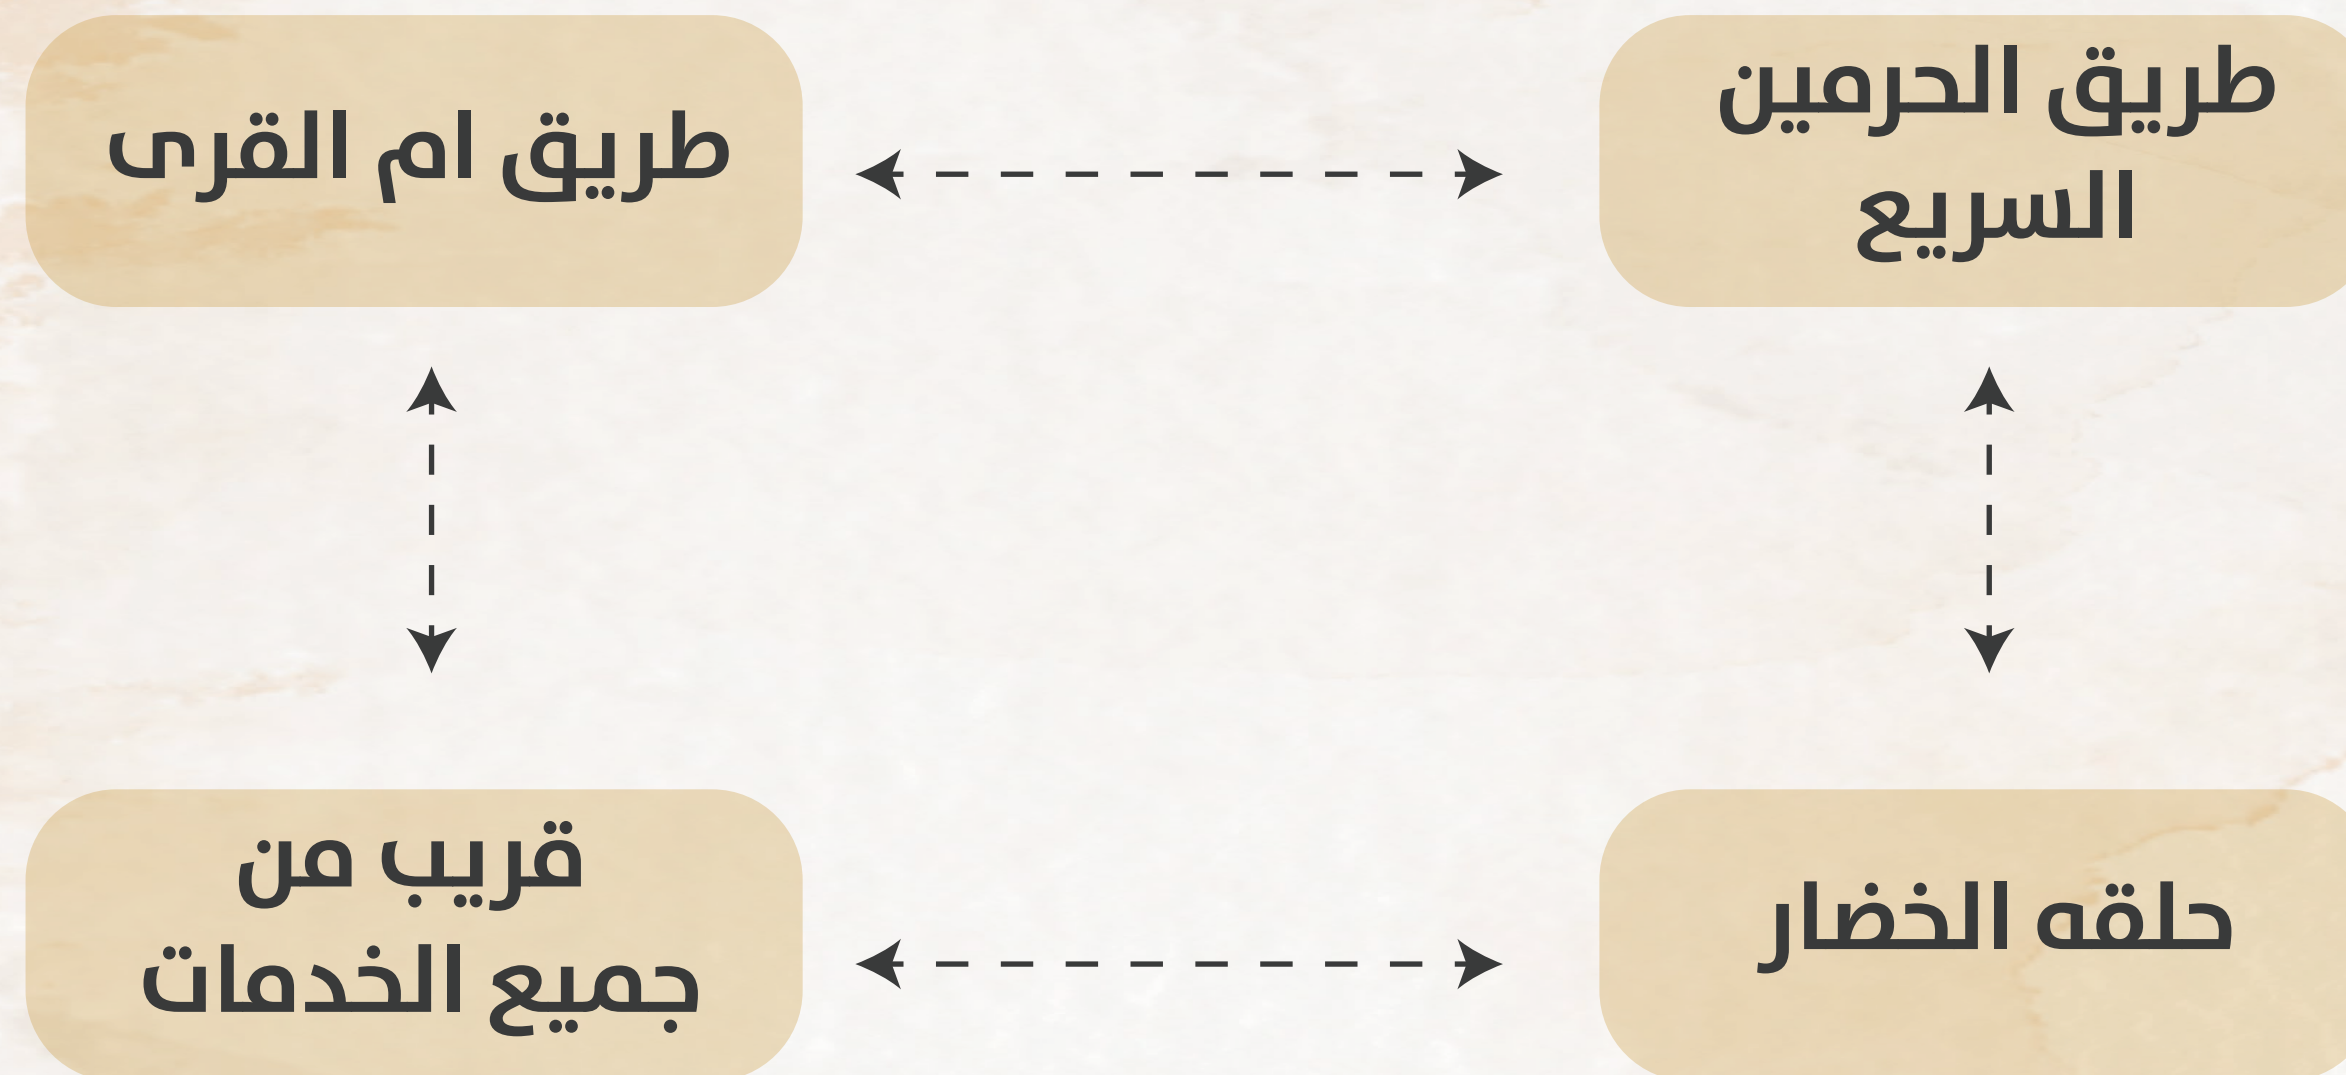 طريق الحرمين
السريع
طريق ام القرى
حلقه الخضار
قريب من
جميع الخدمات